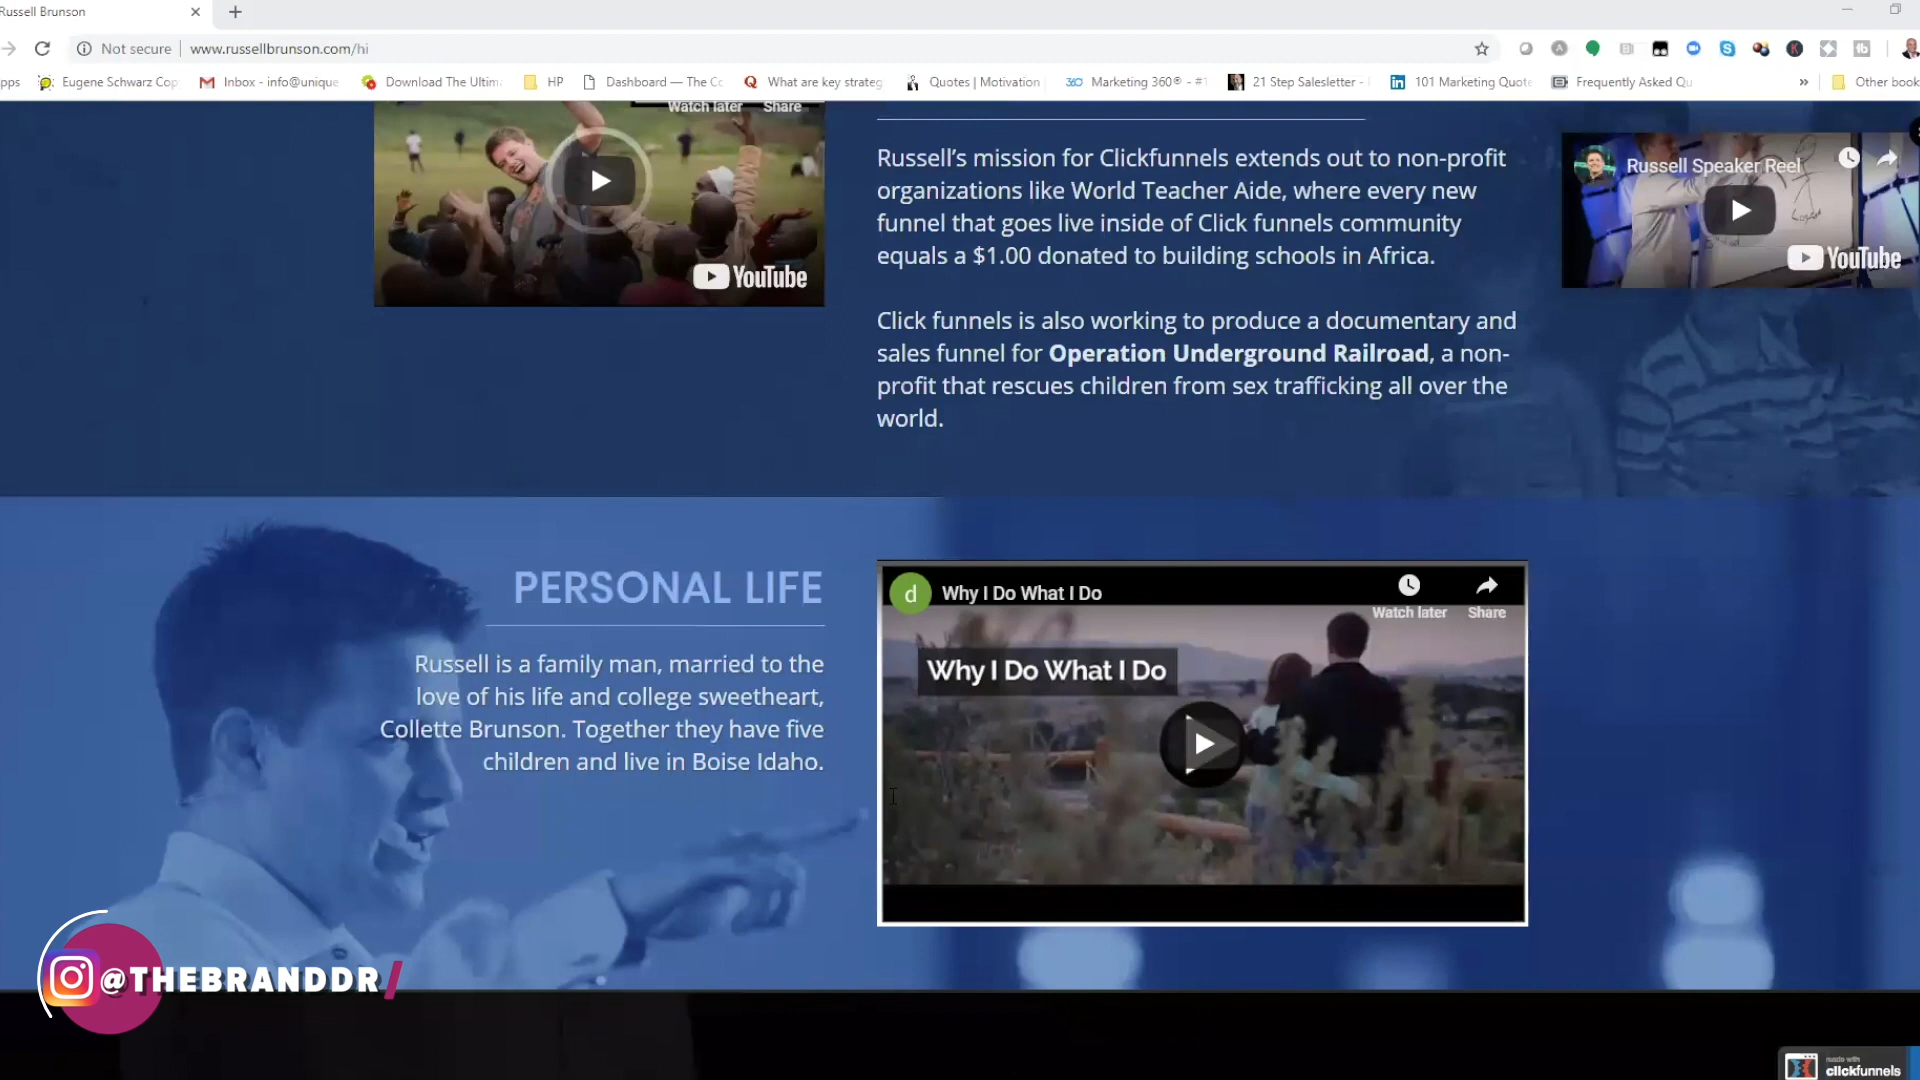 Russell Brunson
Not secure
www.russellbrunson.com/hi
Eugene Schwarz Cop
Inbox - info@unique
Download The Ultim
HP
Dashboard — The Co
What are key strateg
Quotes | Motivation
Marketing 360® - #1
21 Step Salesletter -
101 Marketing Quote
Frequently Asked Qu
»
Other book
Watch later
Share
YouTube
Russell's mission for Clickfunnels extends out to non-profit
organizations like World Teacher Aide, where every new
funnel that goes live inside of Click funnels community
equals a $1.00 donated to building schools in Africa.
Click funnels is also working to produce a documentary and
sales funnel for Operation Underground Railroad, a non-
profit that rescues children from sex trafficking all over the
world.
Russell Speaker Reel
YouTube
PERSONAL LIFE
Russell is a family man, married to the
love of his life and college sweetheart,
Collette Brunson. Together they have five
children and live in Boise Idaho.
d
Why I Do What I Do
Watch later
Share
Why I Do What I Do
@THEBRANDDR/
made with
clickfunnels